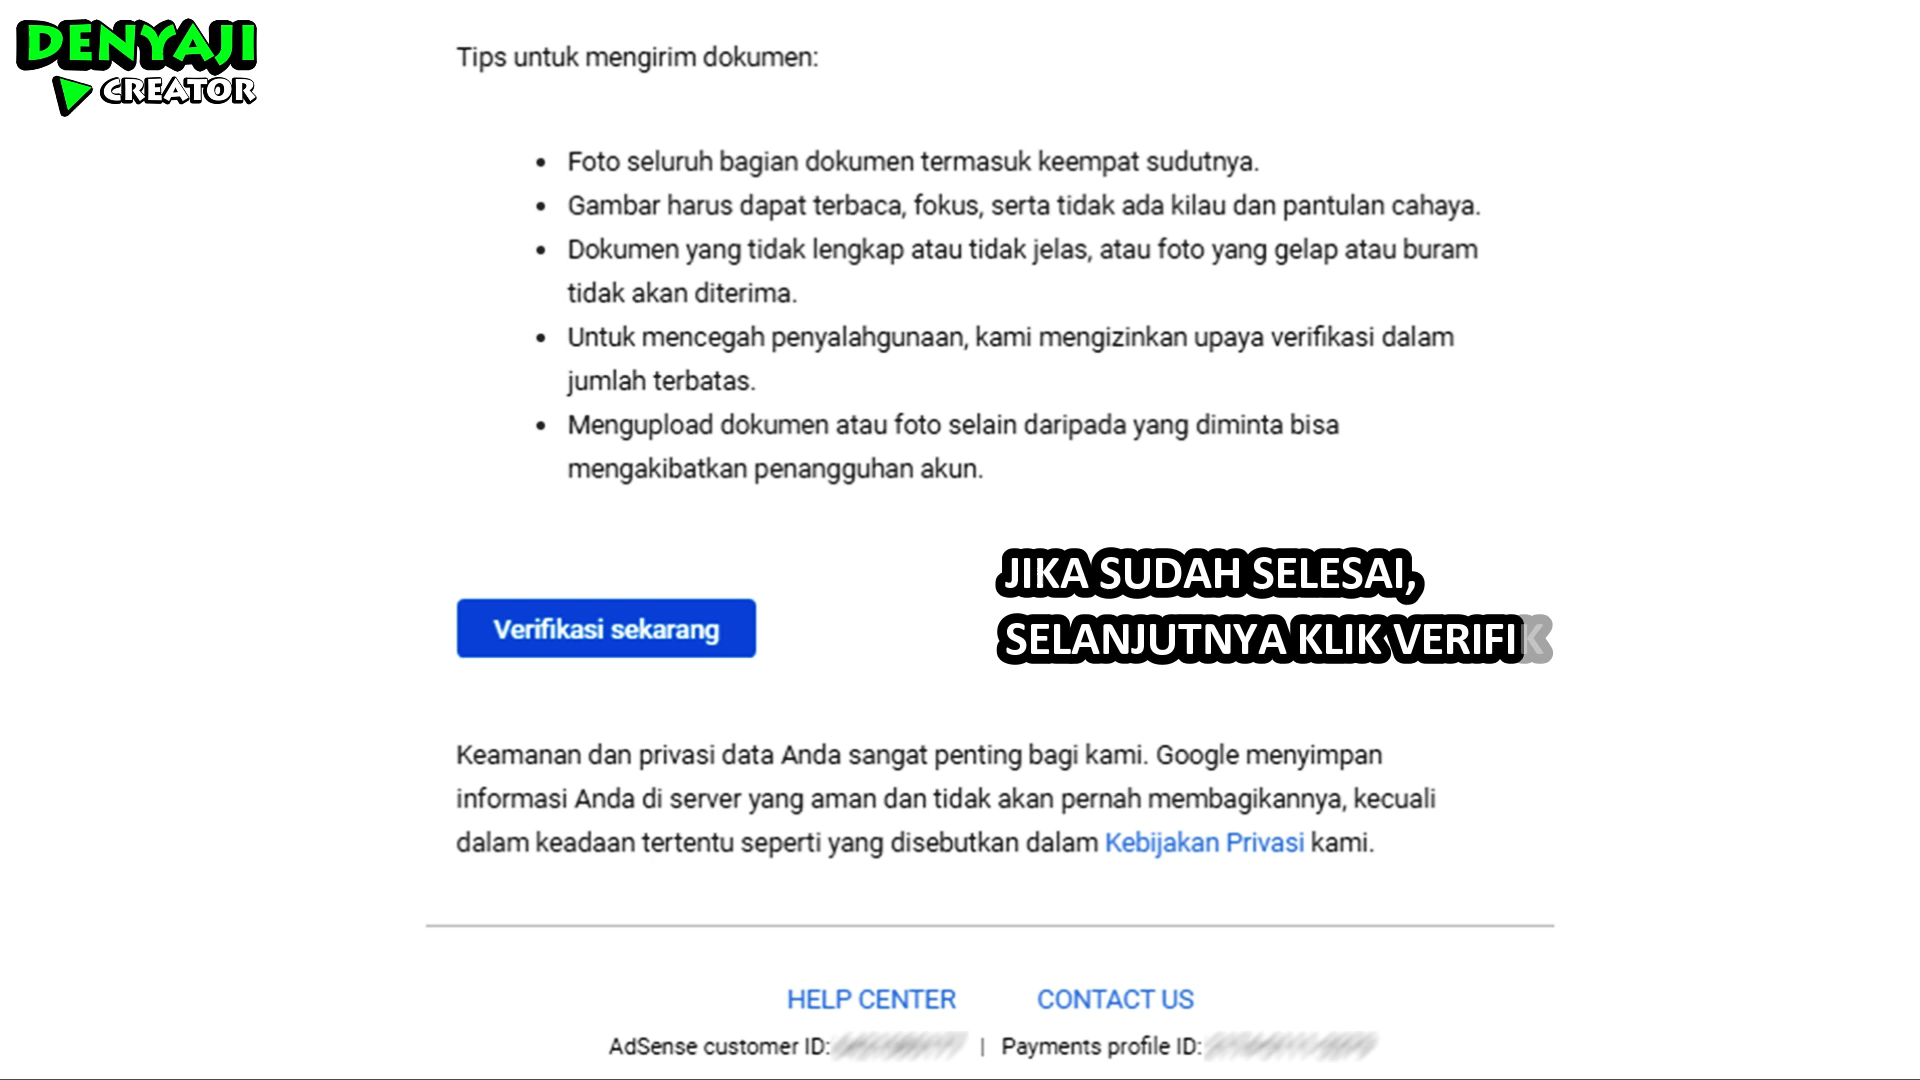 DENYAJI
CREATOR
Tips untuk mengirim dokumen:
Foto seluruh bagian dokumen termasuk keempat sudutnya.
Gambar harus dapat terbaca, fokus, serta tidak ada kilau dan pantulan cahaya.
Dokumen yang tidak lengkap atau tidak jelas, atau foto yang gelap atau buram
tidak akan diterima.
Untuk mencegah penyalahgunaan, kami mengizinkan upaya verifikasi dalam
jumlah terbatas.
Mengupload dokumen atau foto selain daripada yang diminta bisa
mengakibatkan penangguhan akun.
JIKA SUDAH SELESAI,
SELANJUTNYA KLIK VERIFIK
Verifikasi sekarang
Keamanan dan privasi data Anda sangat penting bagi kami. Google menyimpan
informasi Anda di server yang aman dan tidak akan pernah membagikannya, kecuali
dalam keadaan tertentu seperti yang disebutkan dalam Kebijakan Privasi kami.
HELP CENTER CONTACT US
AdSense customer ID: | Payments profile ID: